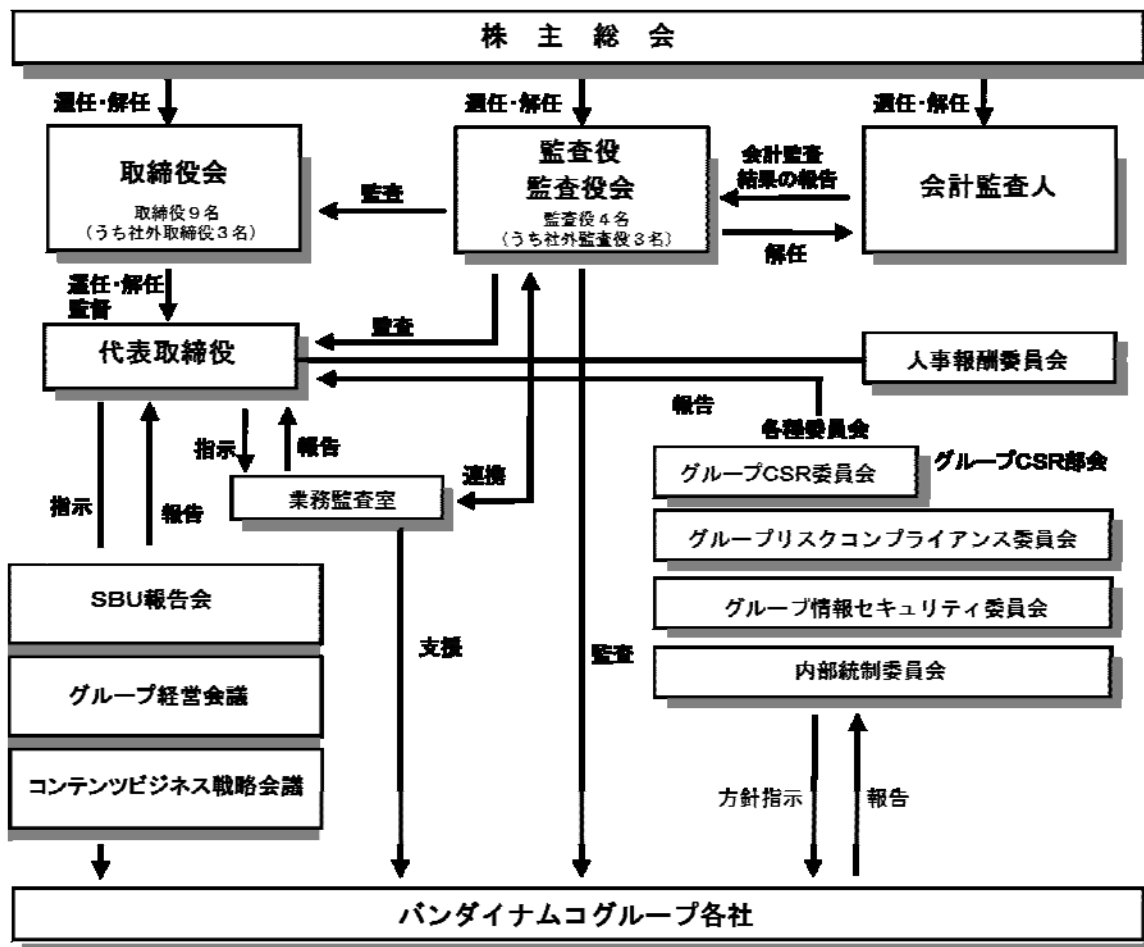 株 主 総 会
選任・解任
選任・解任
選任・解任
取締役会
取締役9名
(うち社外取締役3名)
監査
監査役
監査役会
監査役4名
(うち社外監査役3名)
会計監査
結果の報告
解任
会計監査人
選任・解任
監督
監査
代表取締役
人事報酬委員会
報告
各種委員会
指示
報告
指示
報告
業務監査室
連携
グループCSR委員会
グループCSR部会
グループリスクコンプライアンス委員会
SBU報告会
グループ情報セキュリティ委員会
支援
監査
グループ経営会議
内部統制委員会
コンテンツビジネス戦略会議
方針指示
報告
バンダイナムコグループ各社